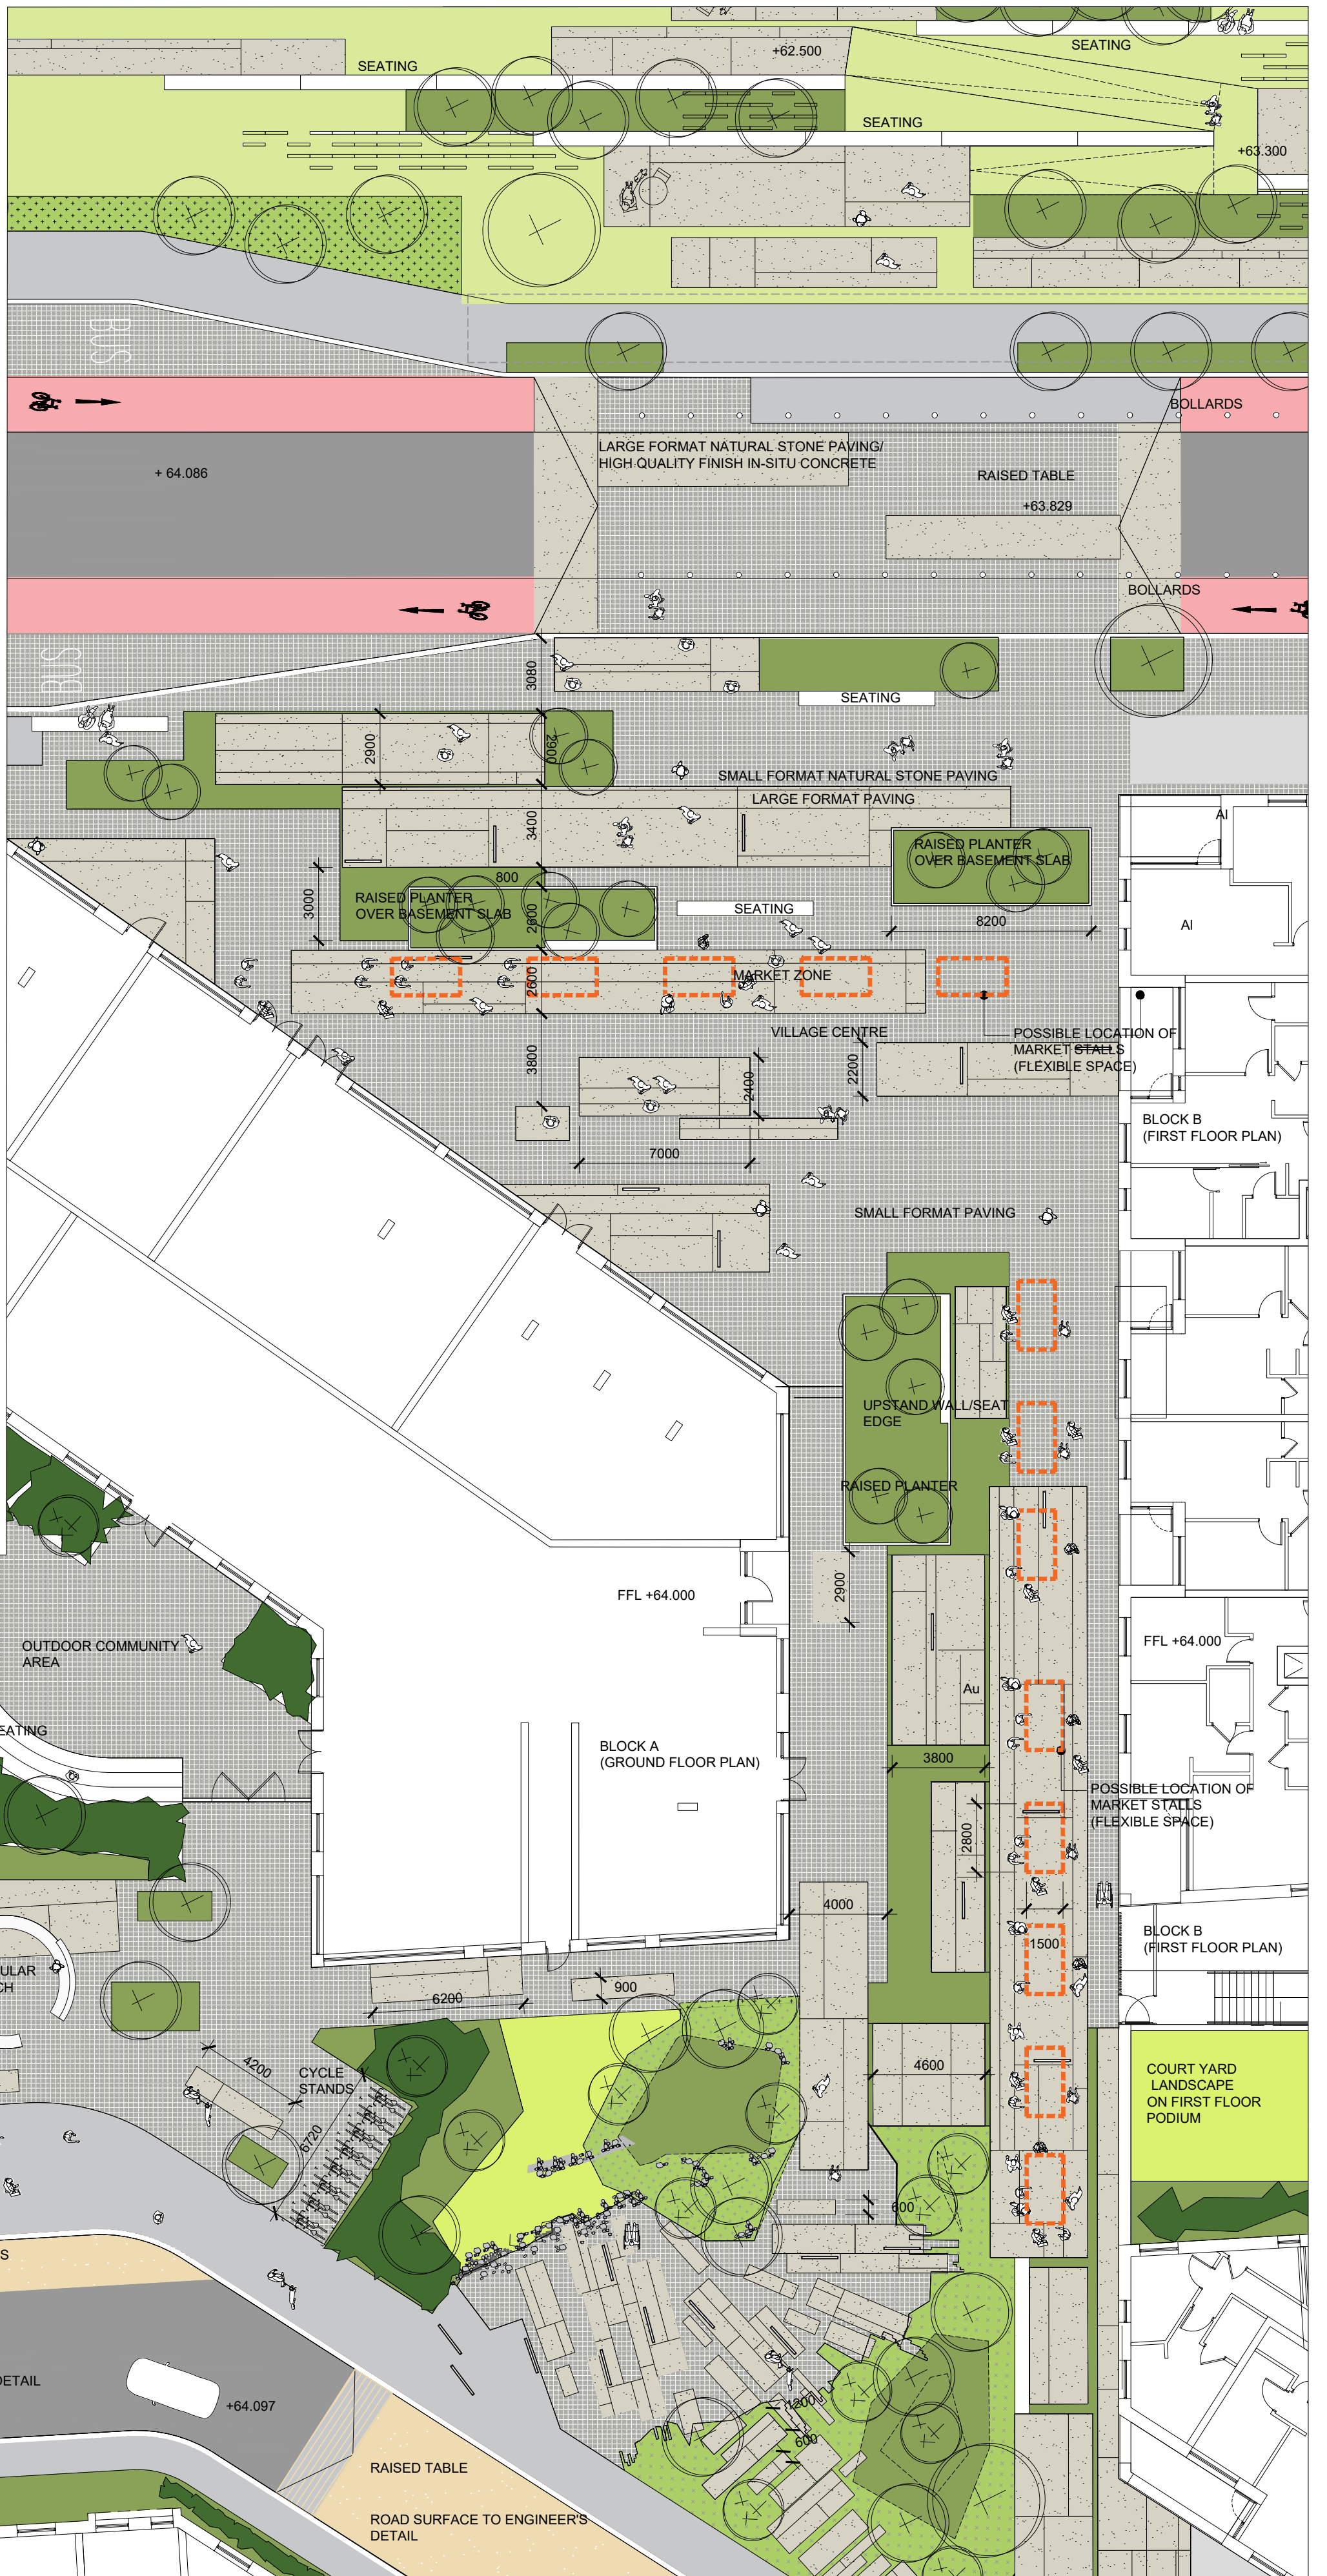 +62.500
SEATING
SEATING
SEATING
+63.300
BUS
BOLLARDS
LARGE FORMAT NATURAL STONE PAVING/
HIGH QUALITY FINISH IN-SITU CONCRETE
+ 64.086
RAISED TABLE
+63.829
BOLLARDS
BUS
3080
SEATING
2900
2900
SMALL FORMAT NATURAL STONE PAVING
LARGE FORMAT PAVING
3400
AI
RAISED PLANTER
OVER BASEMENT SLAB
800
RAISED PLANTER
OVER BASEMENT SLAB
3000
2600
SEATING
8200
AI
MARKET ZONE
2600
VILLAGE CENTRE
POSSIBLE LOCATION OF
MARKET STALLS
(FLEXIBLE SPACE)
3800
2400
2200
BLOCK B
(FIRST FLOOR PLAN)
7000
SMALL FORMAT PAVING
UPSTAND WALL/SEAT
EDGE
RAISED PLANTER
2900
FFL +64.000
OUTDOOR COMMUNITY
AREA
FFL +64.000
Au
EATING
BLOCK A
(GROUND FLOOR PLAN)
3800
POSSIBLE LOCATION OF
MARKET STALLS
(FLEXIBLE SPACE)
2800
4000
1500
BLOCK B
(FIRST FLOOR PLAN)
ULAR
CH
900
6200
4200
CYCLE
STANDS
4600
COURT YARD
LANDSCAPE
ON FIRST FLOOR
PODIUM
6720
600
S
DETAIL
+64.097
1200
600
RAISED TABLE
ROAD SURFACE TO ENGINEER'S
DETAIL